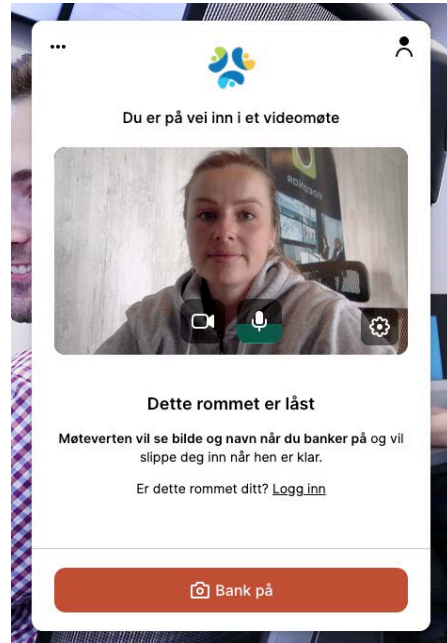 Du er på vei inn i et videomøte
VIDEONOR
Dette rommet er låst
Møteverten vil se bilde og navn når du banker på og vil
slippe deg inn når hen er klar.
Er dette rommet ditt? Logg inn
Bank på